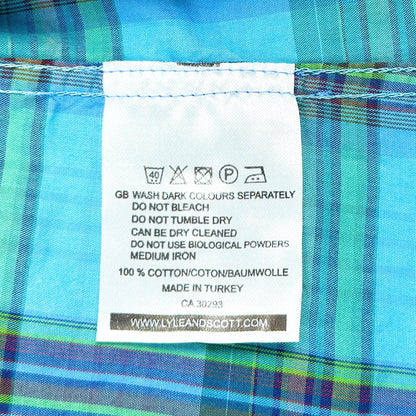 40 P
GB WASH DARK COLOURS SEPARATELY
DO NOT BLEACH
DO NOT TUMBLE DRY
CAN BE DRY CLEANED
DO NOT USE BIOLOGICAL POWDERS
MEDIUM IRON
100 % COTTON/COTON/BAUMWOLLE
MADE IN TURKEY
CA 30293
WWW.LYLEANDSCOTT.COM